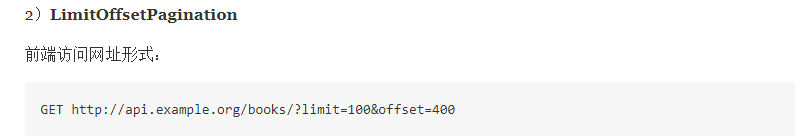 2）LimitOffsetPagination
前端访问网址形式：
GET http://api.example.org/books/?limit=100&offset=400